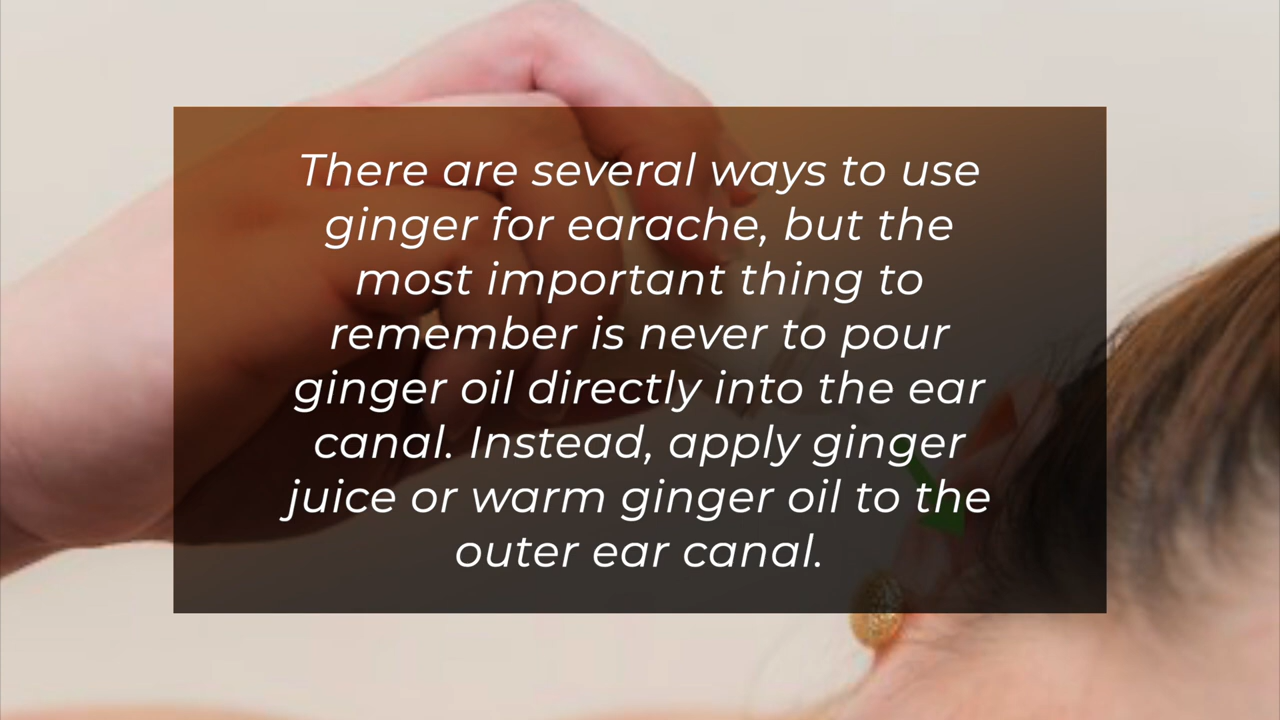 There are several ways to use
ginger for earache, but the
most important thing to
remember is never to pour
ginger oil directly into the ear
canal. Instead, apply ginger
juice or warm ginger oil to the
outer ear canal.